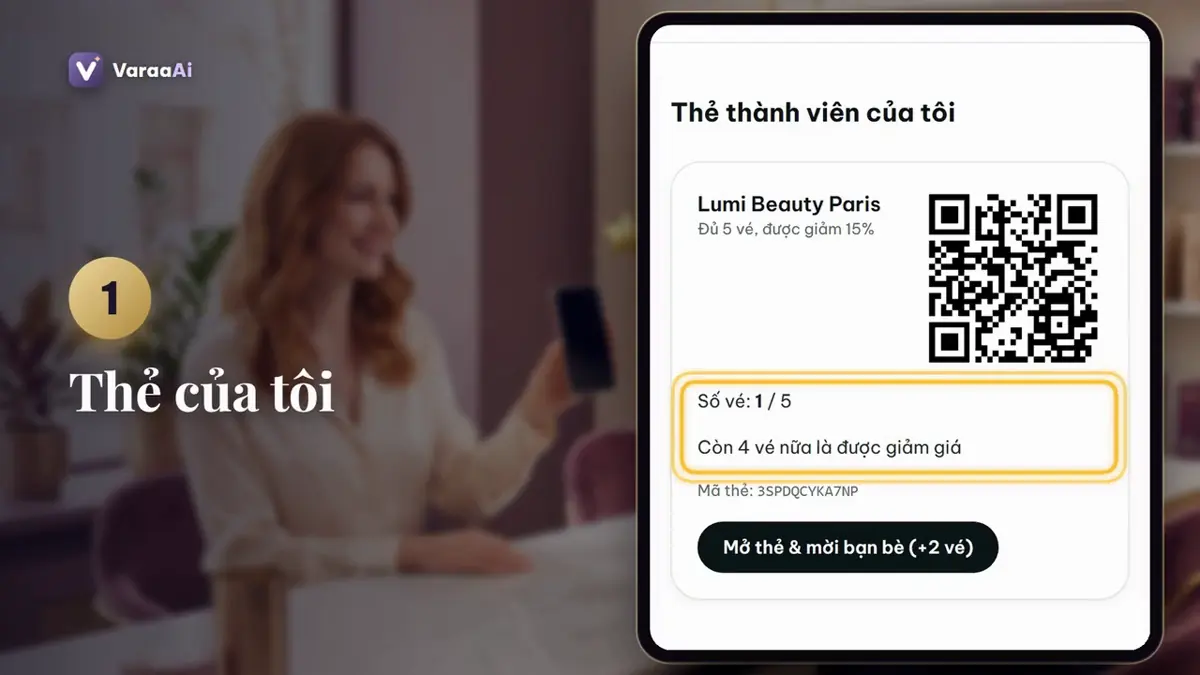 VaraaAi
1
Thẻ của tôi
Thẻ thành viên của tôi
Lumi Beauty Paris
Đủ 5 vé, được giảm 15%
Số vé: 1 / 5
Còn 4 vé nữa là được giảm giá
Mã thẻ: 3SPDQCYKA7NP
Mở thẻ & mời bạn bè (+2 vé)